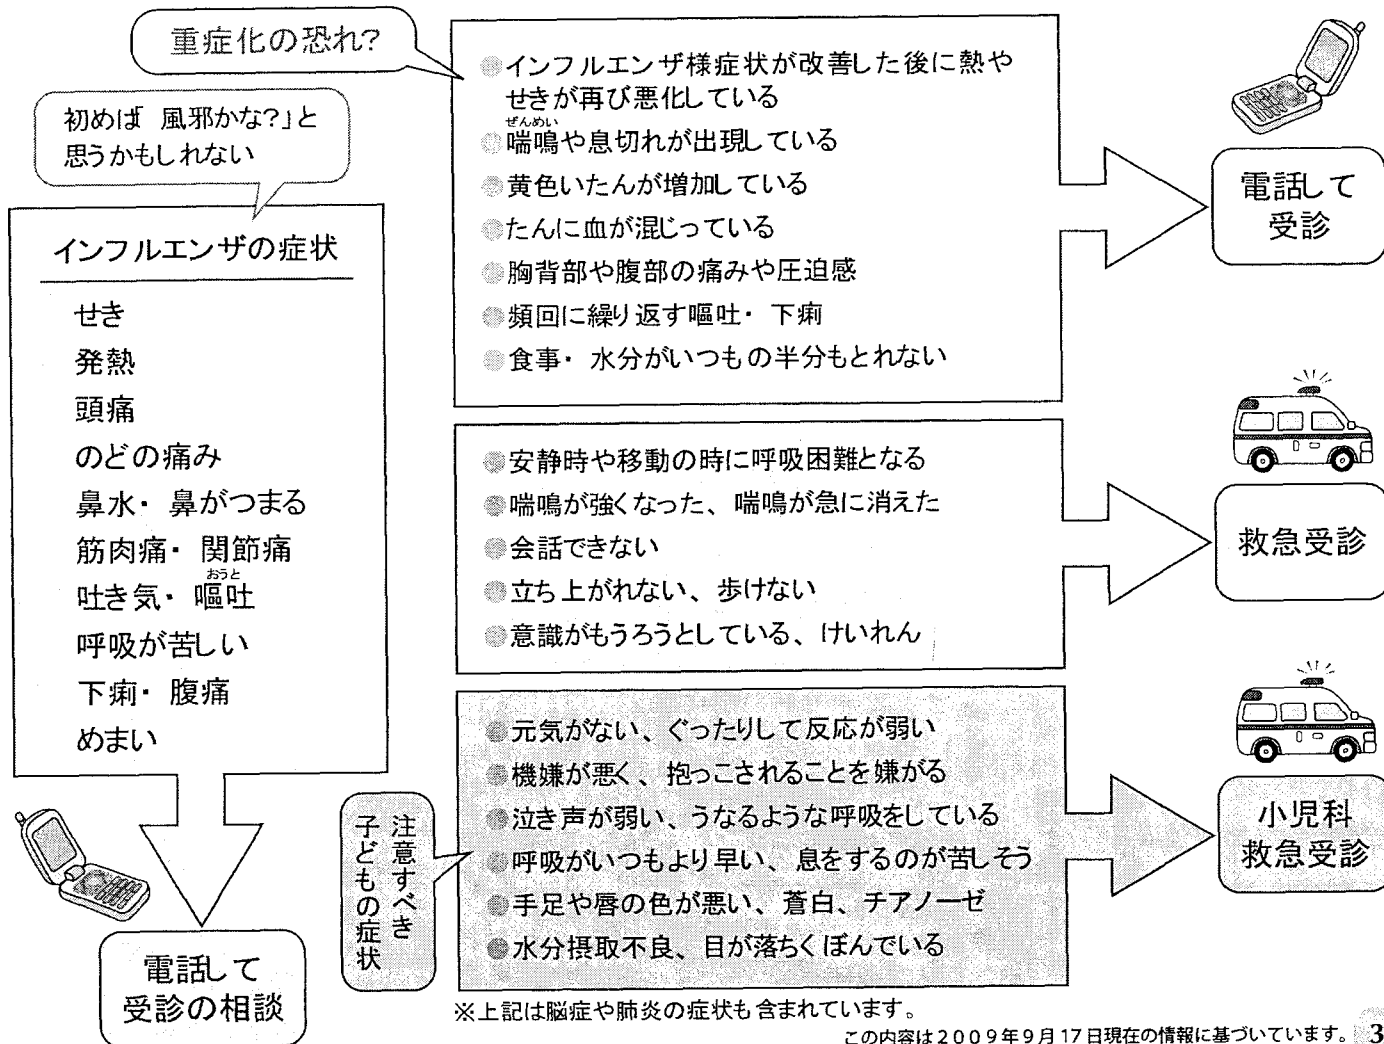 重症化の恐れ?
初めは「風邪かな?」と
思うかもしれない
インフルエンザの症状
せき
発熱
頭痛
のどの痛み
鼻水・鼻がつまる
筋肉痛・関節痛
おうと
吐き気・嘔吐
呼吸が苦しい
下痢・腹痛
めまい
電話して
受診の相談
●インフルエンザ様症状が改善した後に熱や
せきが再び悪化している
ぜんめい
●喘鳴や息切れが出現している
●黄色いたんが増加している
●たんに血が混じっている
●胸背部や腹部の痛みや圧迫感
●頻回に繰り返す嘔吐・下痢
●食事・水分がいつもの半分もとれない
電話して
受診
●安静時や移動の時に呼吸困難となる
●喘鳴が強くなった、喘鳴が急に消えた
●会話できない
●立ち上がれない、歩けない
●意識がもうろうとしている、けいれん
救急受診
注意すべき
子どもの症状
●元気がない、ぐったりして反応が弱い
●機嫌が悪く、抱っこされることを嫌がる
●泣き声が弱い、うなるような呼吸をしている
●呼吸がいつもより早い、息をするのが苦しそう
●手足や唇の色が悪い、蒼白、チアノーゼ
●水分摂取不良、目が落ちくぼんでいる
小児科
救急受診
※上記は脳症や肺炎の症状も含まれています。
この内容は2009年9月17日現在の情報に基づいています。 3